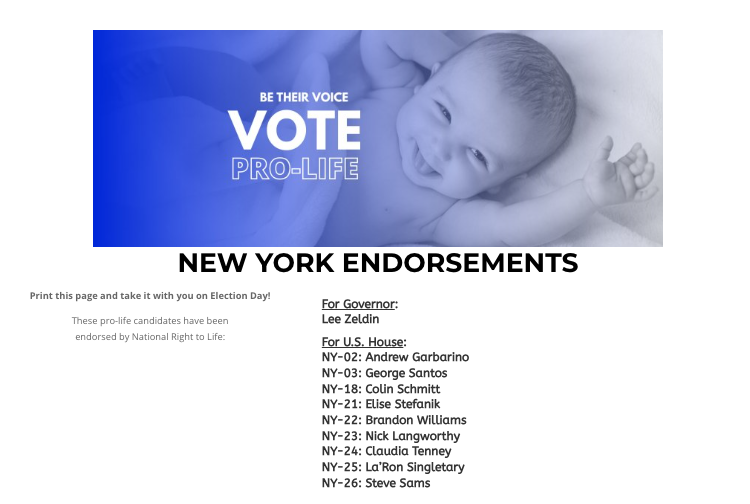 BE THEIR VOICE
VOTE
PRO-LIFE
NEW YORK ENDORSEMENTS
Print this page and take it with you on Election Day!
These pro-life candidates have been
endorsed by National Right to Life:
For Governor:
Lee Zeldin
For U.S. House:
NY-02: Andrew Garbarino
NY-03: George Santos
NY-18: Colin Schmitt
NY-21: Elise Stefanik
NY-22: Brandon Williams
NY-23: Nick Langworthy
NY-24: Claudia Tenney
NY-25: La'Ron Singletary
NY-26: Steve Sams